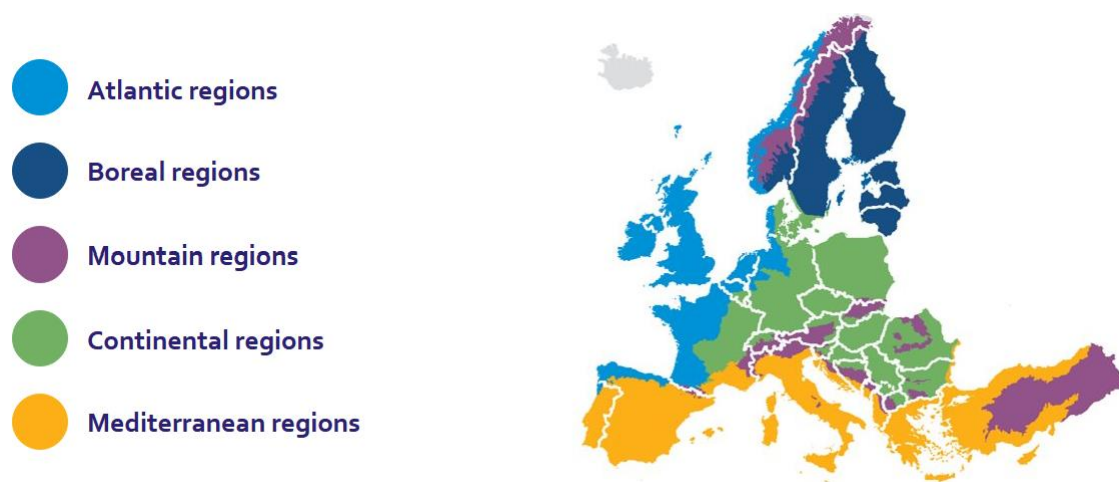 Atlantic regions
Boreal regions
Mountain regions
Continental regions
Mediterranean regions